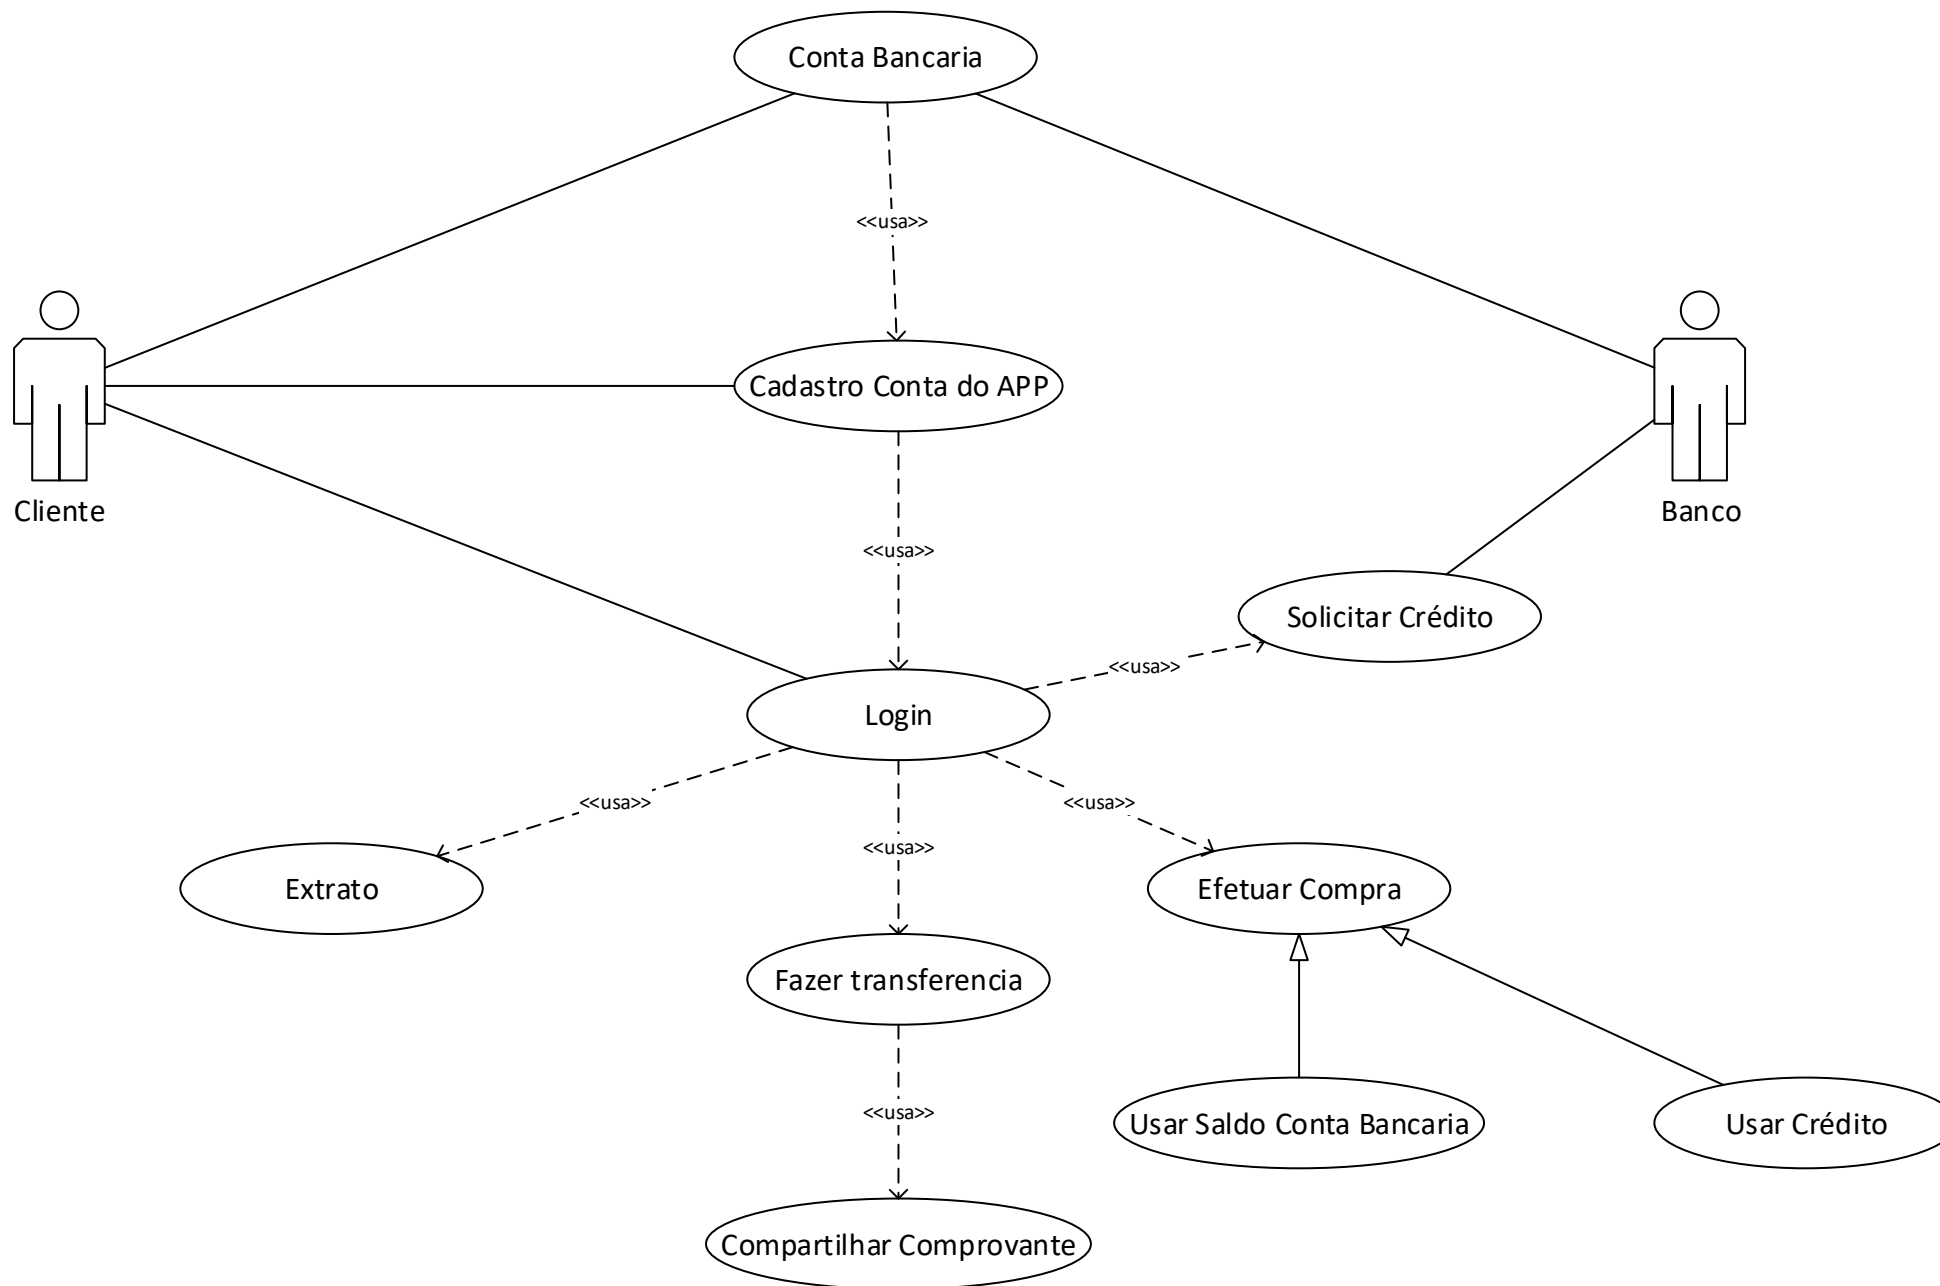 Conta Bancaria
<<usa>>
Cadastro Conta do APP
Cliente
Banco
<<usa>>
Solicitar Crédito
<<usa>>
Login
<<usa>>
<<usa>>
<<usa>>
Extrato
Efetuar Compra
Fazer transferencia
<<usa>>
Usar Saldo Conta Bancaria
Usar Crédito
Compartilhar Comprovante